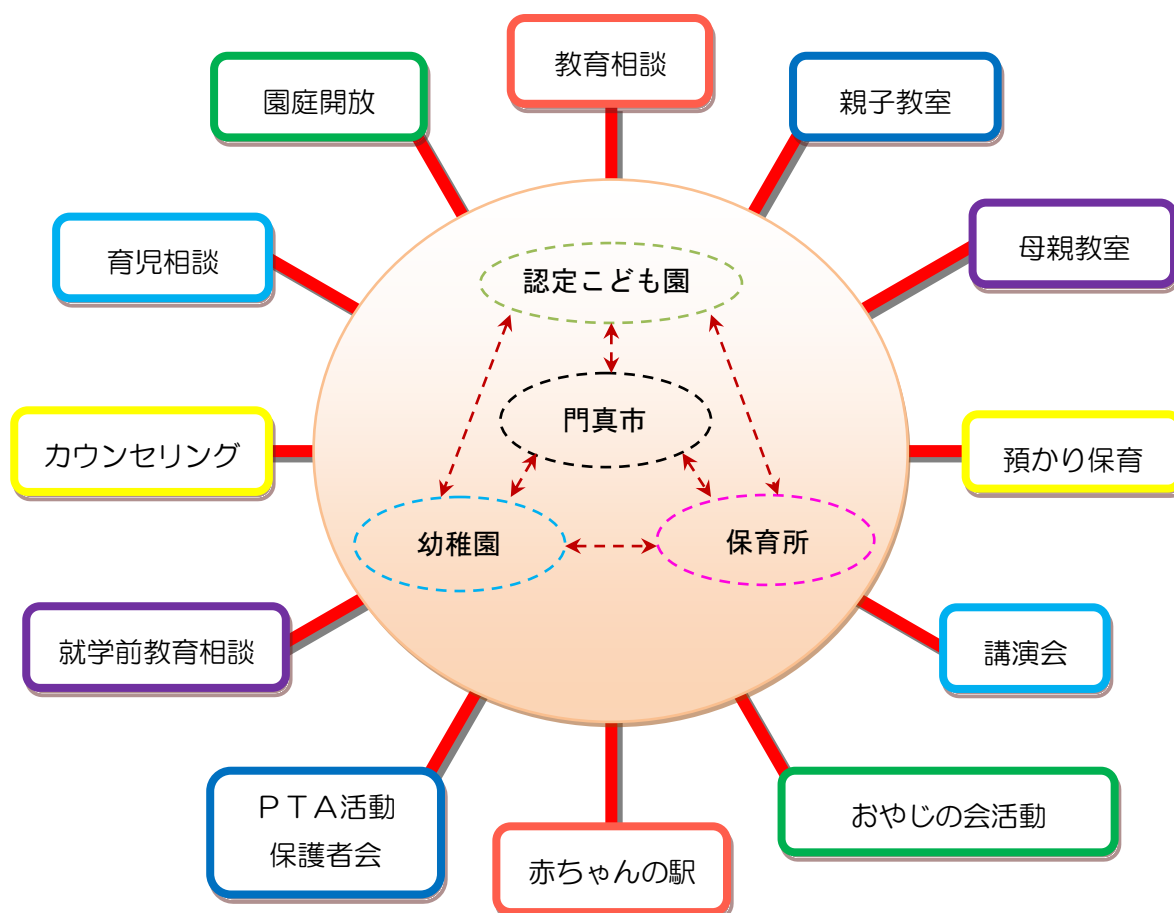 教育相談
園庭開放
親子教室
育児相談
母親教室
認定こども園
門真市
カウンセリング
預かり保育
幼稚園
保育所
就学前教育相談
講演会
ＰＴＡ活動
保護者会
おやじの会活動
赤ちゃんの駅